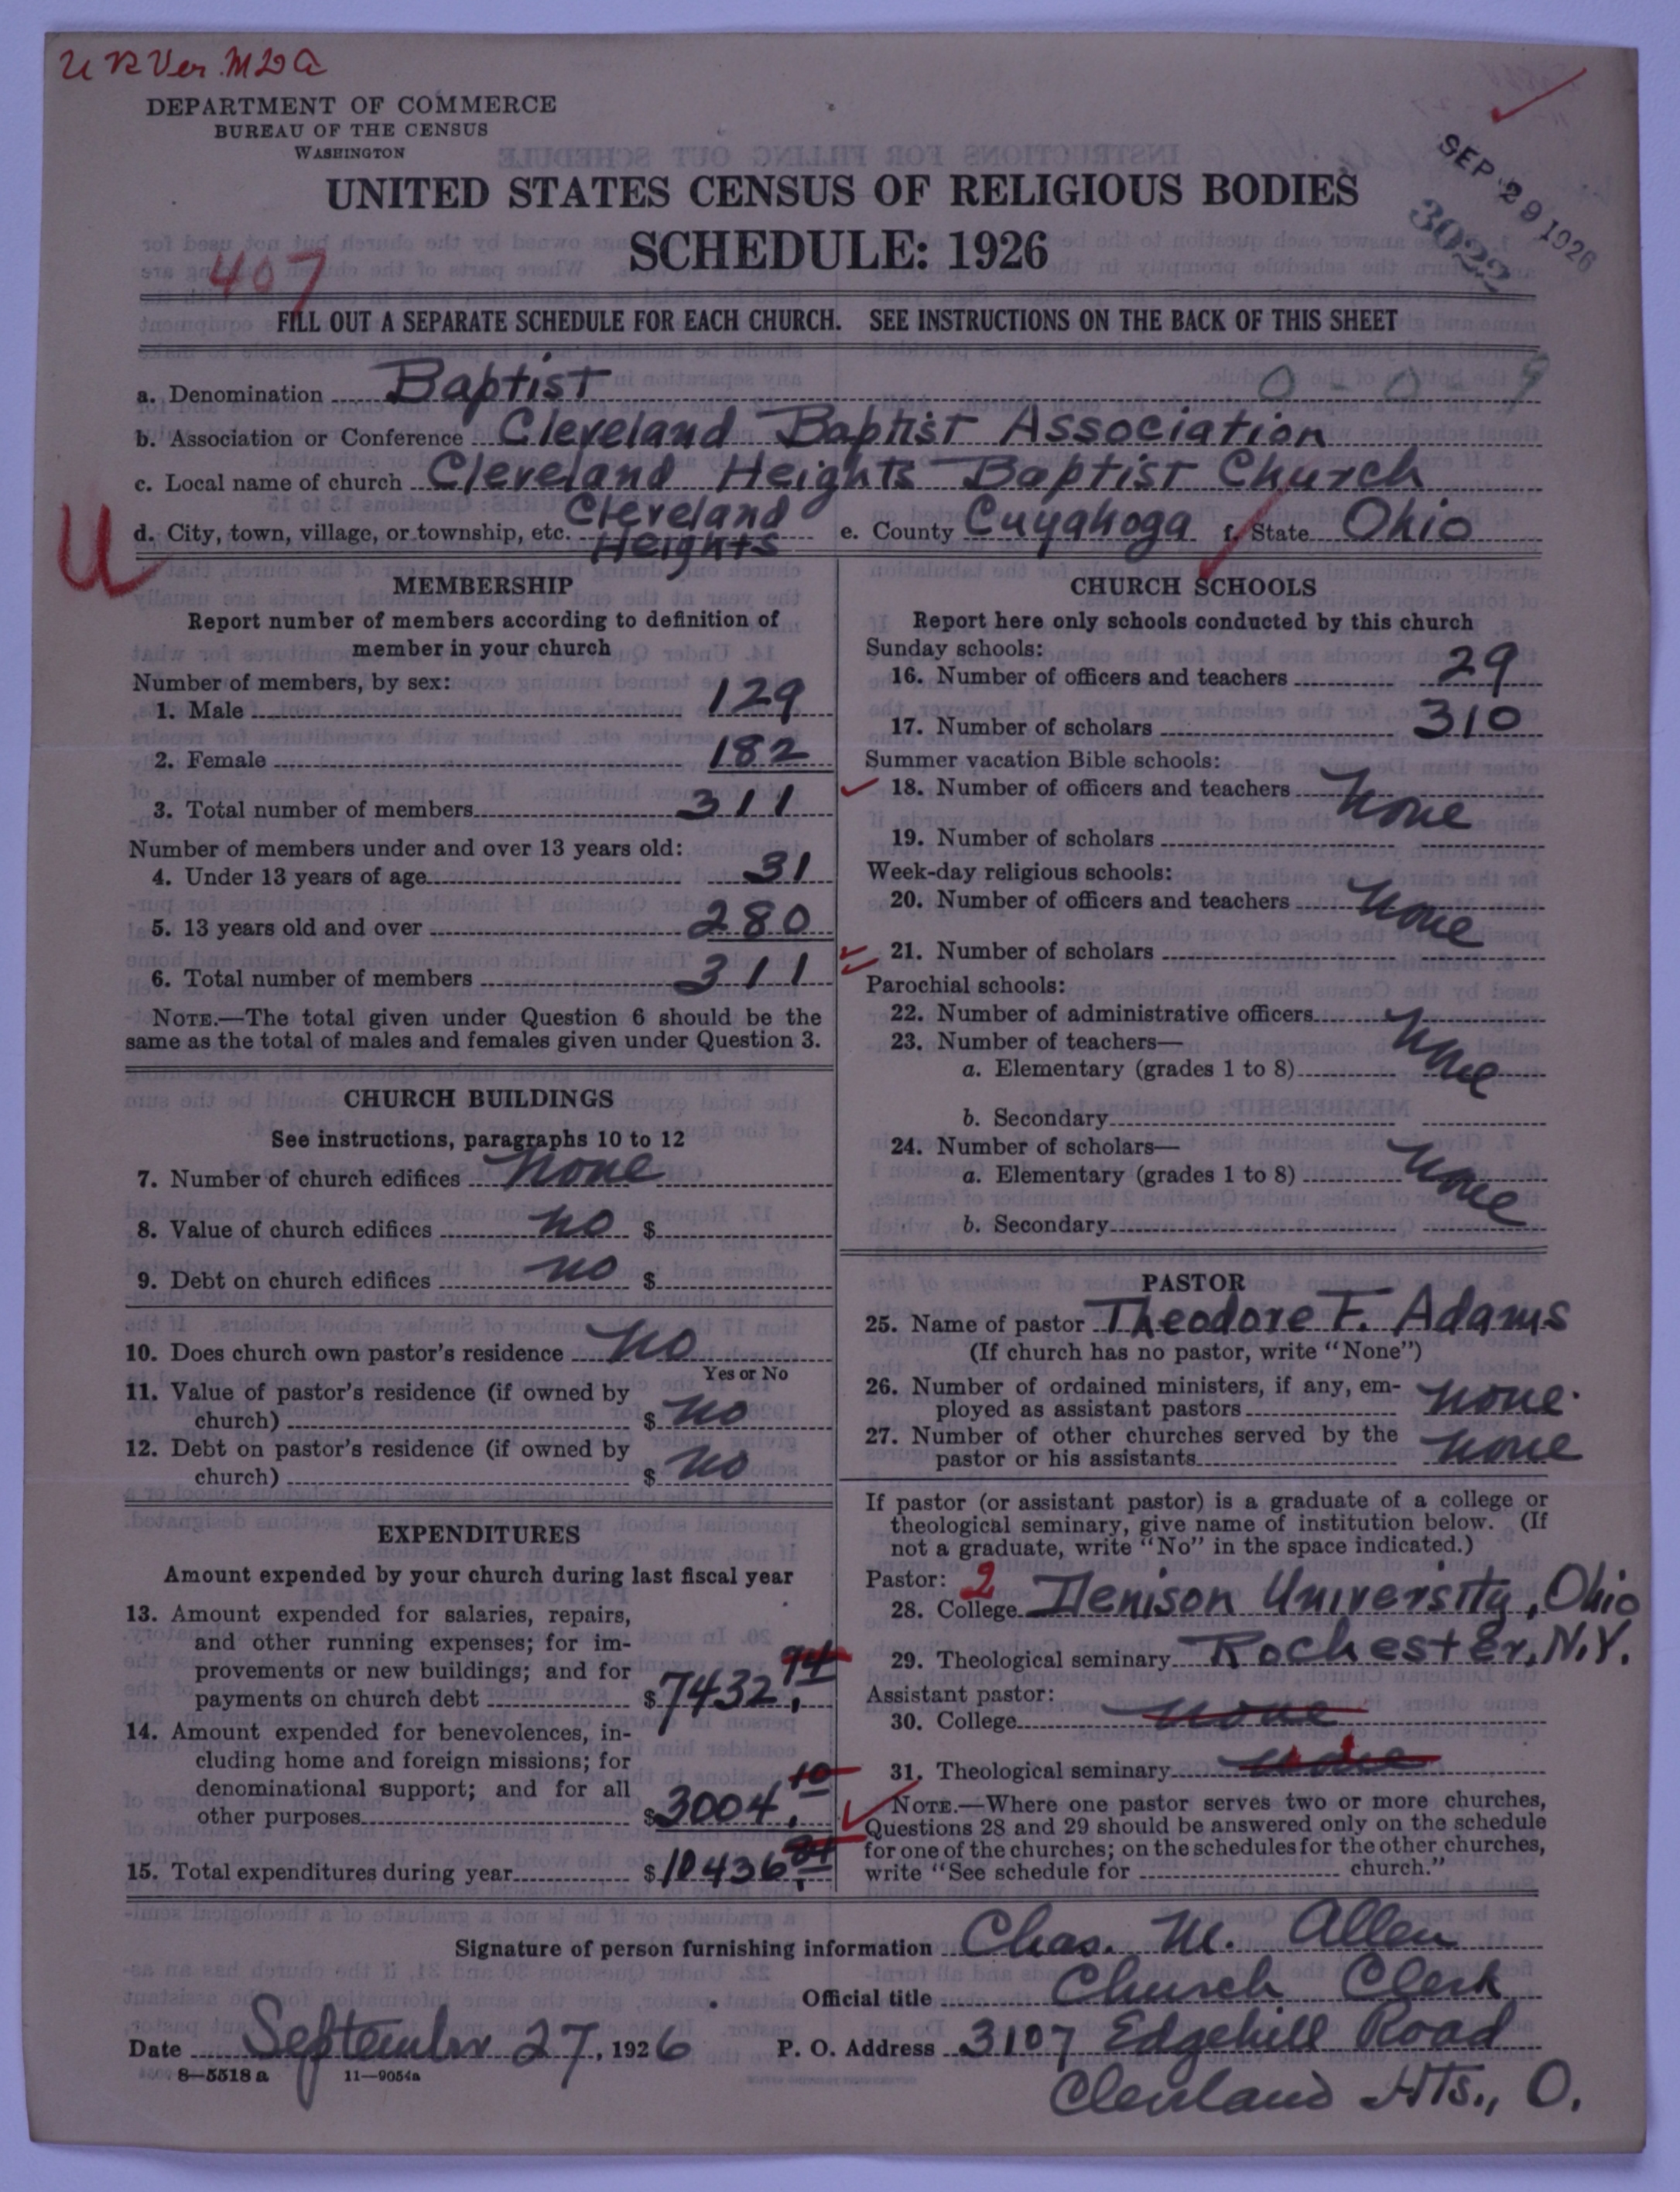 U R Ver. M D A
DEPARTMENT OF COMMERCE
BUREAU OF THE CENSUS
WASHINGTON
UNITED STATES CENSUS OF RELIGIOUS BODIES
SCHEDULE: 1926
SEP 29 1926
3022
407
FILL OUT A SEPARATE SCHEDULE FOR EACH CHURCH. SEE INSTRUCTIONS ON THE BACK OF THIS SHEET
0 - 0 - 9
a. Denomination Baptist
b. Association or Conference Cleveland Baptist Association
c. Local name of church Cleveland Heights Baptist Church
U
d. City, town, village, or township, etc. Cleveland Heights e. County Cuyahoga f. State Ohio
MEMBERSHIP
Report number of members according to definition of
member in your church
Number of members, by sex:
1. Male 129
2. Female 182
3. Total number of members 311
Number of members under and over 13 years old:
4. Under 13 years of age 31
5. 13 years old and over 280
6. Total number of members 311
NOTE.—The total given under Question 6 should be the
same as the total of males and females given under Question 3.
CHURCH BUILDINGS
See instructions, paragraphs 10 to 12
7. Number of church edifices none
8. Value of church edifices no $
9. Debt on church edifices no $
10. Does church own pastor's residence no
Yes or No
11. Value of pastor's residence (if owned by
church) $ no
12. Debt on pastor's residence (if owned by
church) $ no
EXPENDITURES
Amount expended by your church during last fiscal year
13. Amount expended for salaries, repairs,
and other running expenses; for im-
provements or new buildings; and for
payments on church debt $7432.74
14. Amount expended for benevolences, in-
cluding home and foreign missions; for
denominational support; and for all
other purposes $3004.10
15. Total expenditures during year $10436.84
CHURCH SCHOOLS
Report here only schools conducted by this church
Sunday schools:
16. Number of officers and teachers 29
17. Number of scholars 310
Summer vacation Bible schools:
18. Number of officers and teachers none
19. Number of scholars
Week-day religious schools:
20. Number of officers and teachers none
21. Number of scholars
Parochial schools:
22. Number of administrative officers none
23. Number of teachers—
a. Elementary (grades 1 to 8)
b. Secondary
24. Number of scholars— none
a. Elementary (grades 1 to 8)
b. Secondary
PASTOR
25. Name of pastor Theodore F. Adams
(If church has no pastor, write "None")
26. Number of ordained ministers, if any, em-
ployed as assistant pastors none.
27. Number of other churches served by the
pastor or his assistants none
If pastor (or assistant pastor) is a graduate of a college or
theological seminary, give name of institution below. (If
not a graduate, write "No" in the space indicated.)
Pastor: 2
28. College Denison University, Ohio
29. Theological seminary Rochester, N.Y.
Assistant pastor:
30. College none
31. Theological seminary none
NOTE.—Where one pastor serves two or more churches,
Questions 28 and 29 should be answered only on the schedule
for one of the churches; on the schedules for the other churches,
write "See schedule for church."
Signature of person furnishing information Chas. M. Allen
Official title Church Clerk
Date September 27, 1926 P. O. Address 3107 Edgehill Road
8—5518a 11—9054a
Cleveland Hts., O.